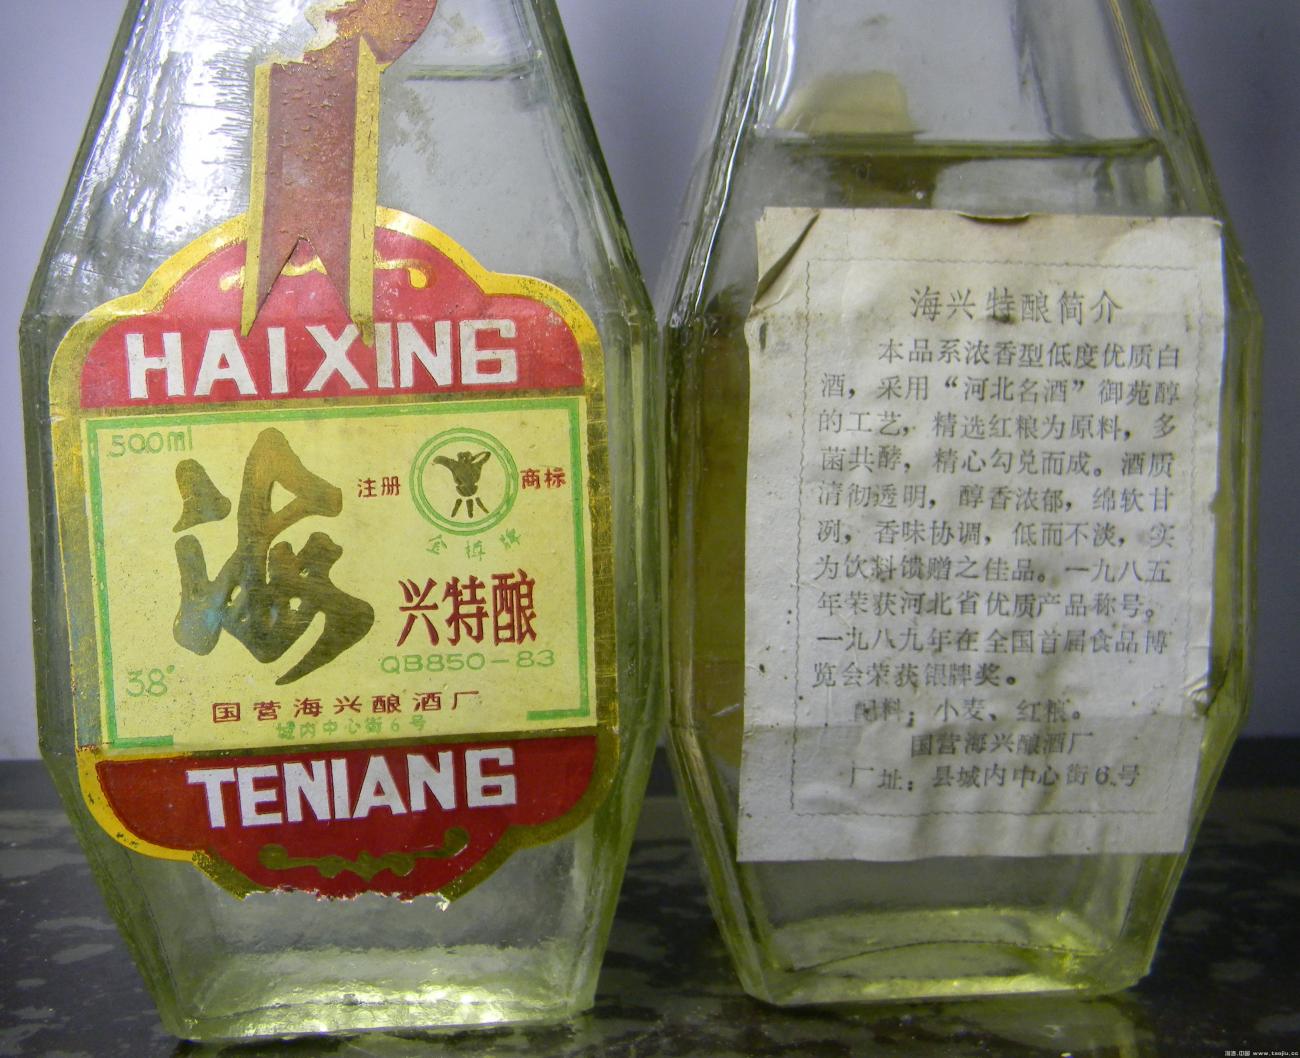 HAIXING
500ml
注册 商标
海
兴特酿
QB850-83
38°
国营海兴酿酒厂
城内中心街6号
TENIANG
海兴特酿简介
本品系浓香型低度优质白
酒，采用“河北名酒”御苑醇
的工艺，精选红粮为原料，多
菌共酵，精心勾兑而成。酒质
清彻透明，醇香浓郁，绵软甘
冽，香味协调，低而不淡，实
为饮料馈赠之佳品。一九八五
年荣获河北省优质产品称号。
一九八九年在全国首届食品博
览会荣获银牌奖。
配料：小麦、红粮。
国营海兴酿酒厂
厂址：县城内中心街6号
www.taojiu.cn